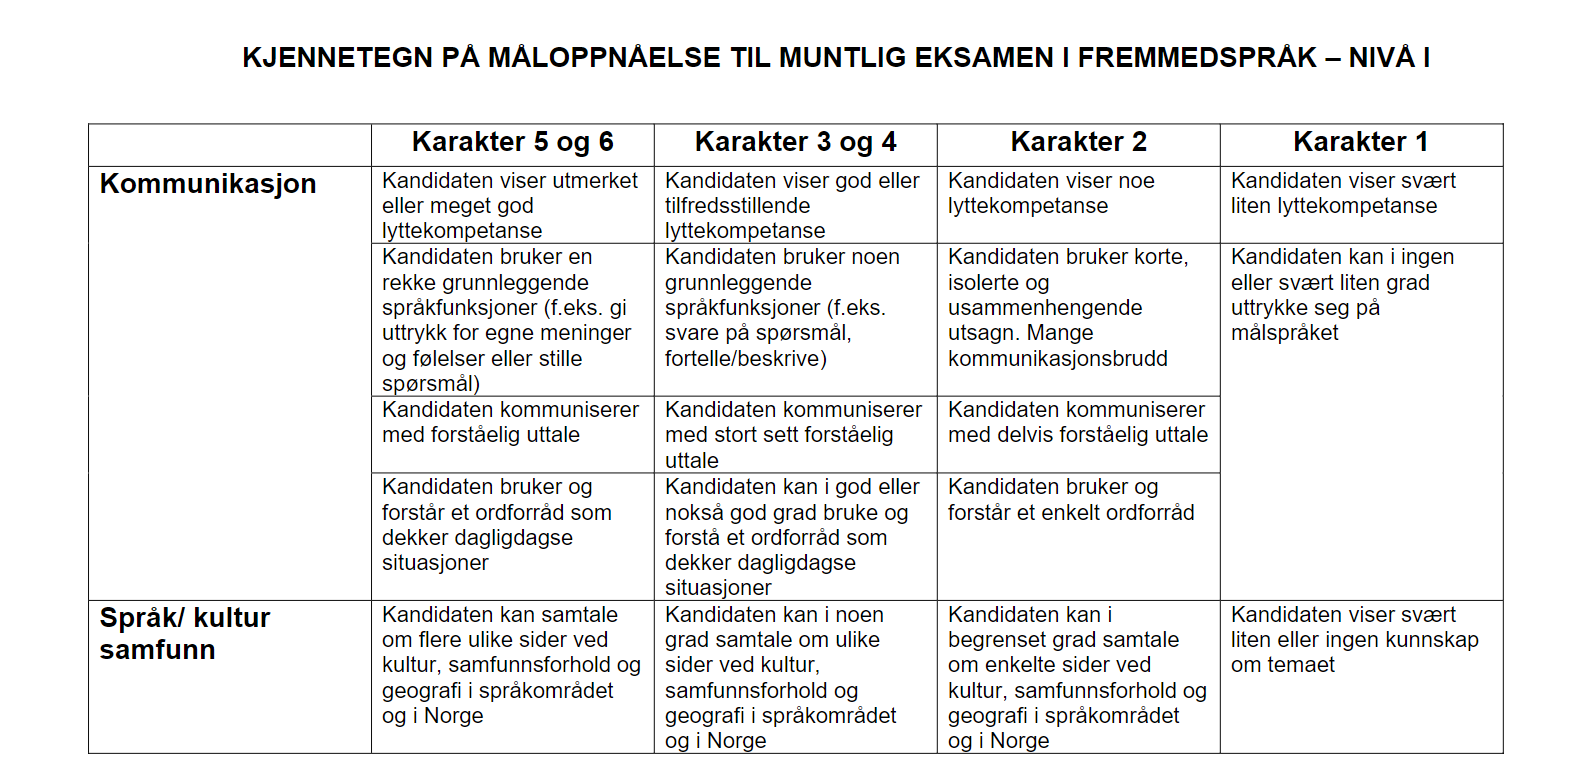 KJENNETEGN PÅ MÅLOPPNÅELSE TIL MUNTLIG EKSAMEN I FREMMEDSPRÅK – NIVÅ I
Karakter 5 og 6
Karakter 3 og 4
Karakter 2
Karakter 1
Kommunikasjon
Kandidaten viser utmerket
eller meget god
lyttekompetanse
Kandidaten viser god eller
tilfredsstillende
lyttekompetanse
Kandidaten viser noe
lyttekompetanse
Kandidaten viser svært
liten lyttekompetanse
Kandidaten bruker en
rekke grunnleggende
språkfunksjoner (f.eks. gi
uttrykk for egne meninger
og følelser eller stille
spørsmål)
Kandidaten bruker noen
grunnleggende
språkfunksjoner (f.eks.
svare på spørsmål,
fortelle/beskrive)
Kandidaten bruker korte,
isolerte og
usammenhengende
utsagn. Mange
kommunikasjonsbrudd
Kandidaten kan i ingen
eller svært liten grad
uttrykke seg på
målspråket
Kandidaten kommuniserer
med forståelig uttale
Kandidaten kommuniserer
med stort sett forståelig
uttale
Kandidaten kommuniserer
med delvis forståelig uttale
Kandidaten bruker og
forstår et ordforråd som
dekker dagligdagse
situasjoner
Kandidaten kan i god eller
nokså god grad bruke og
forstå et ordforråd som
dekker dagligdagse
situasjoner
Kandidaten bruker og
forstår et enkelt ordforråd
Språk/ kultur
samfunn
Kandidaten kan samtale
om flere ulike sider ved
kultur, samfunnsforhold og
geografi i språkområdet
og i Norge
Kandidaten kan i noen
grad samtale om ulike
sider ved kultur,
samfunnsforhold og
geografi i språkområdet
og i Norge
Kandidaten kan i
begrenset grad samtale
om enkelte sider ved
kultur, samfunnsforhold og
geografi i språkområdet
og i Norge
Kandidaten viser svært
liten eller ingen kunnskap
om temaet